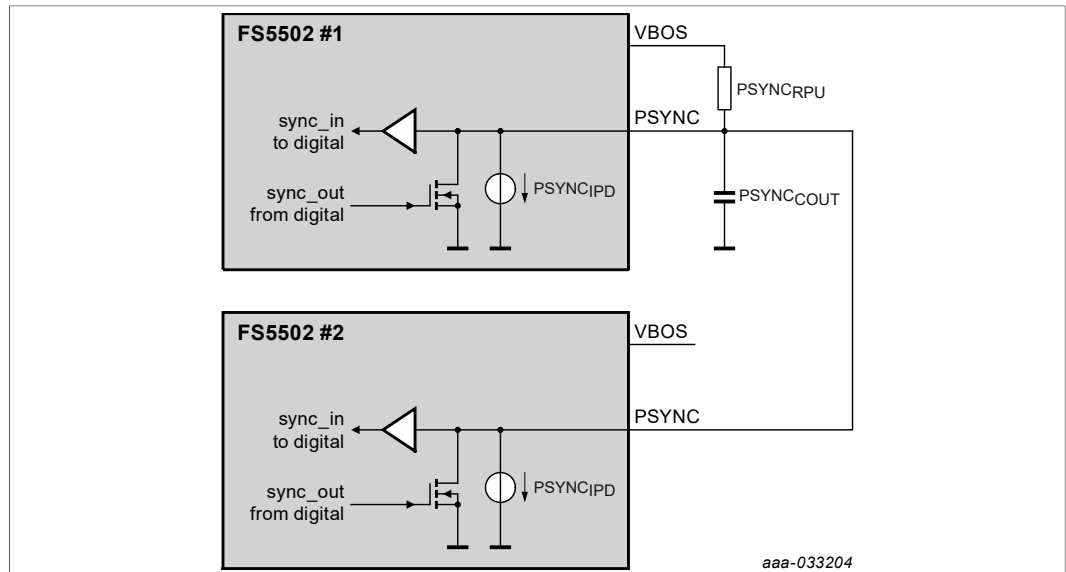 FS5502 #1
VBOS
PSYNCRPU
PSYNC
sync_in
to digital
PSYNCIPD
PSYNCCOUT
sync_out
from digital
FS5502 #2
VBOS
PSYNC
sync_in
to digital
PSYNCIPD
sync_out
from digital
aaa-033204